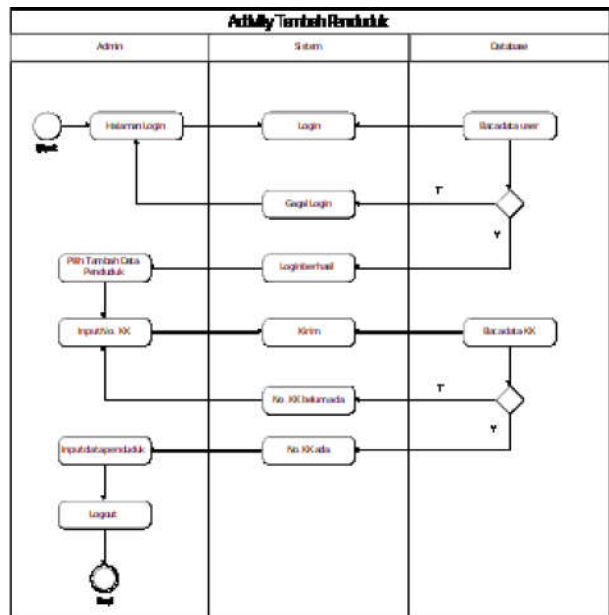 Activity Tambah Penduduk
Admin
Sistem
Database
Halaman Login
Login
Baca data user
Start
Gagal Login
T
Y
Pilih Tambah Data
Penduduk
Login berhasil
Input No. KK
Kirim
Baca data KK
No. KK belum ada
T
Y
Input data penduduk
No. KK ada
Logout
End